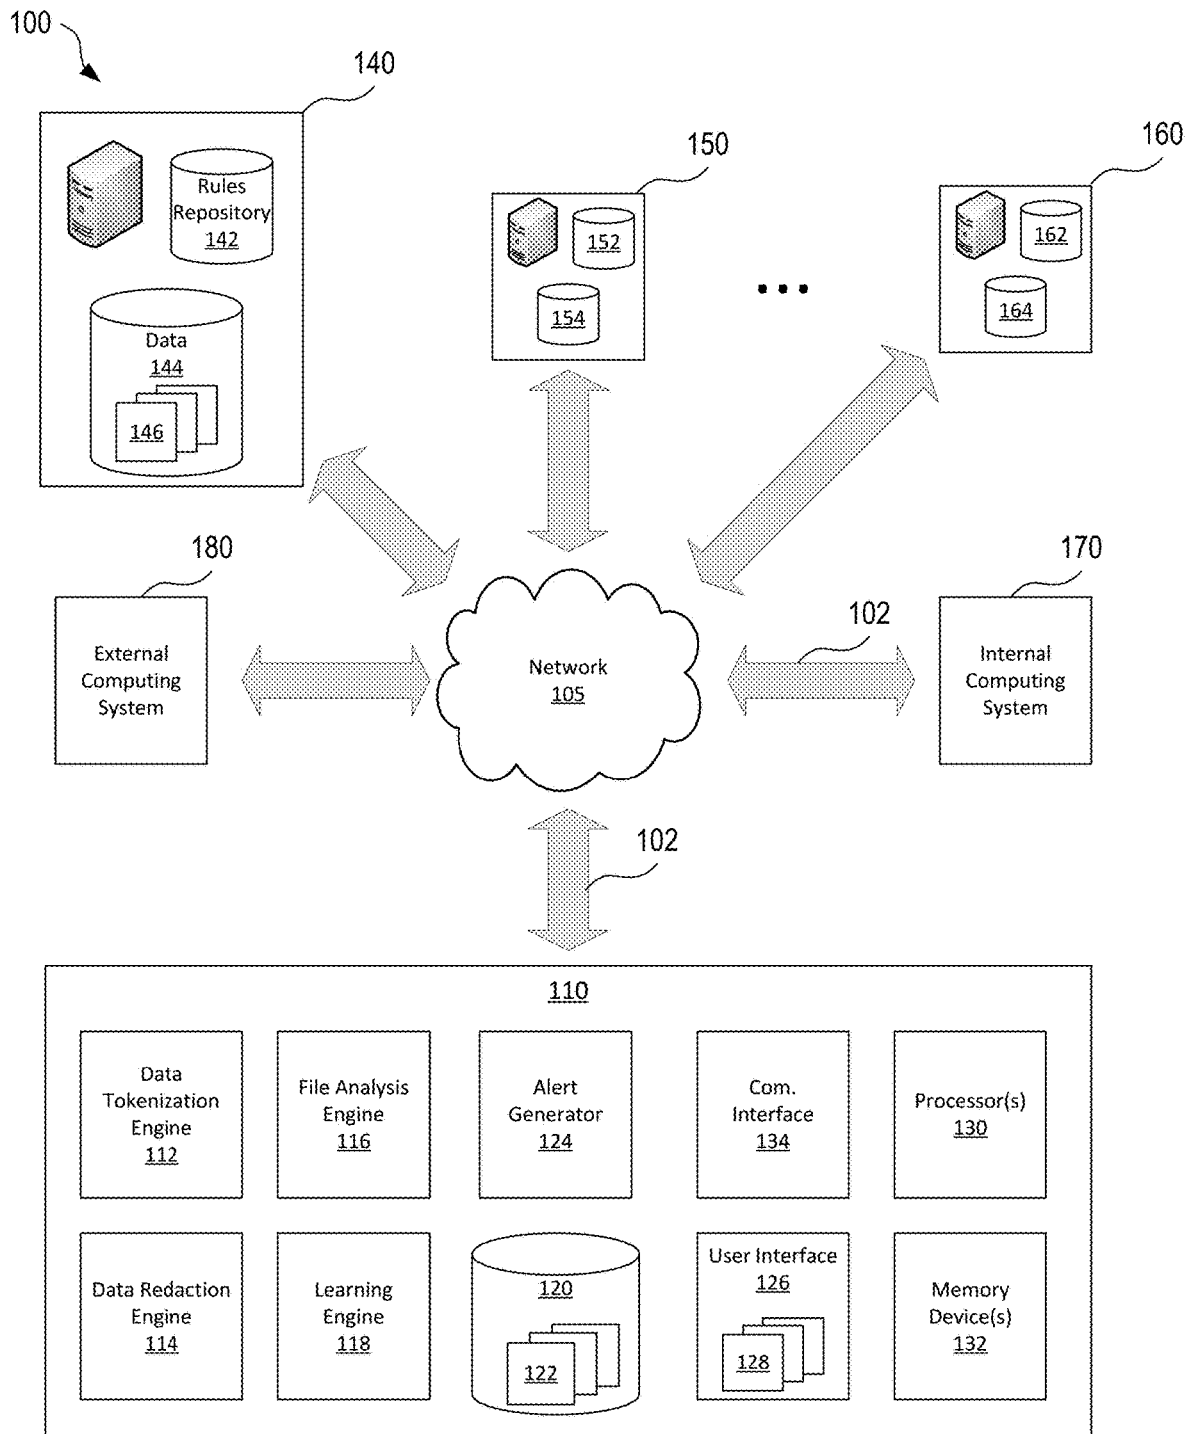 100
140
150
160
Rules
Repository
142
152
154
162
164
Data
144
146
180
170
102
External
Computing
System
Network
105
Internal
Computing
System
102
110
Data
Tokenization
Engine
112
File Analysis
Engine
116
Alert
Generator
124
Com.
Interface
134
Processor(s)
130
Data Redaction
Engine
114
Learning
Engine
118
120
122
User Interface
126
128
Memory
Device(s)
132